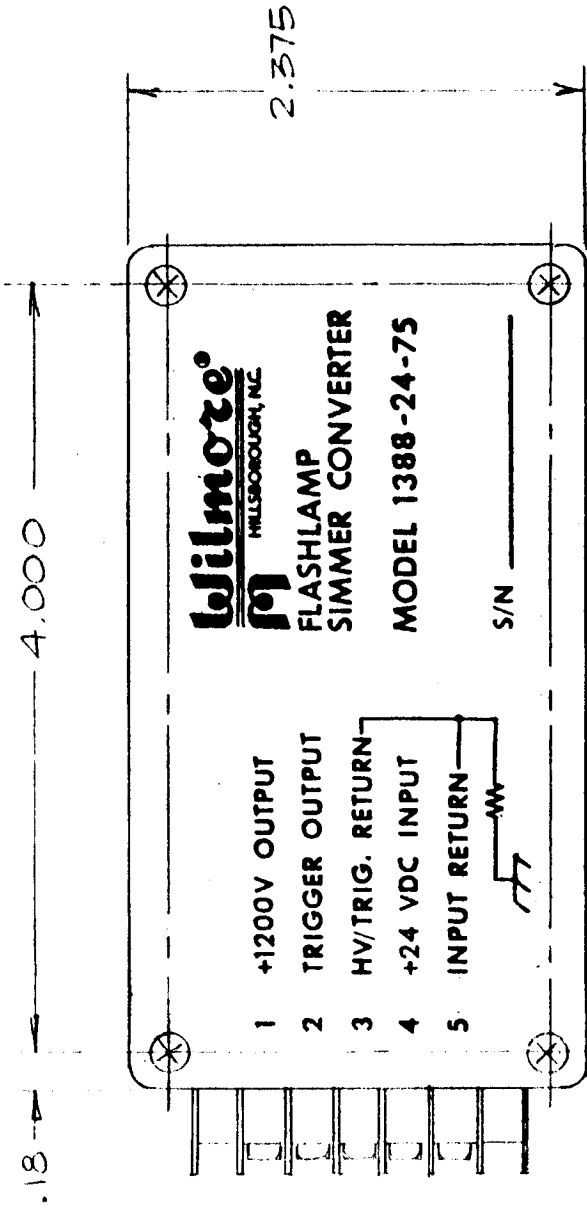 .18
4.000
2.375
Wilmore®
HILLSBOROUGH, N.C.
FLASHLAMP
SIMMER CONVERTER
MODEL 1388-24-75
S/N
1 +1200V OUTPUT
2 TRIGGER OUTPUT
3 HV/TRIG. RETURN
4 +24 VDC INPUT
5 INPUT RETURN